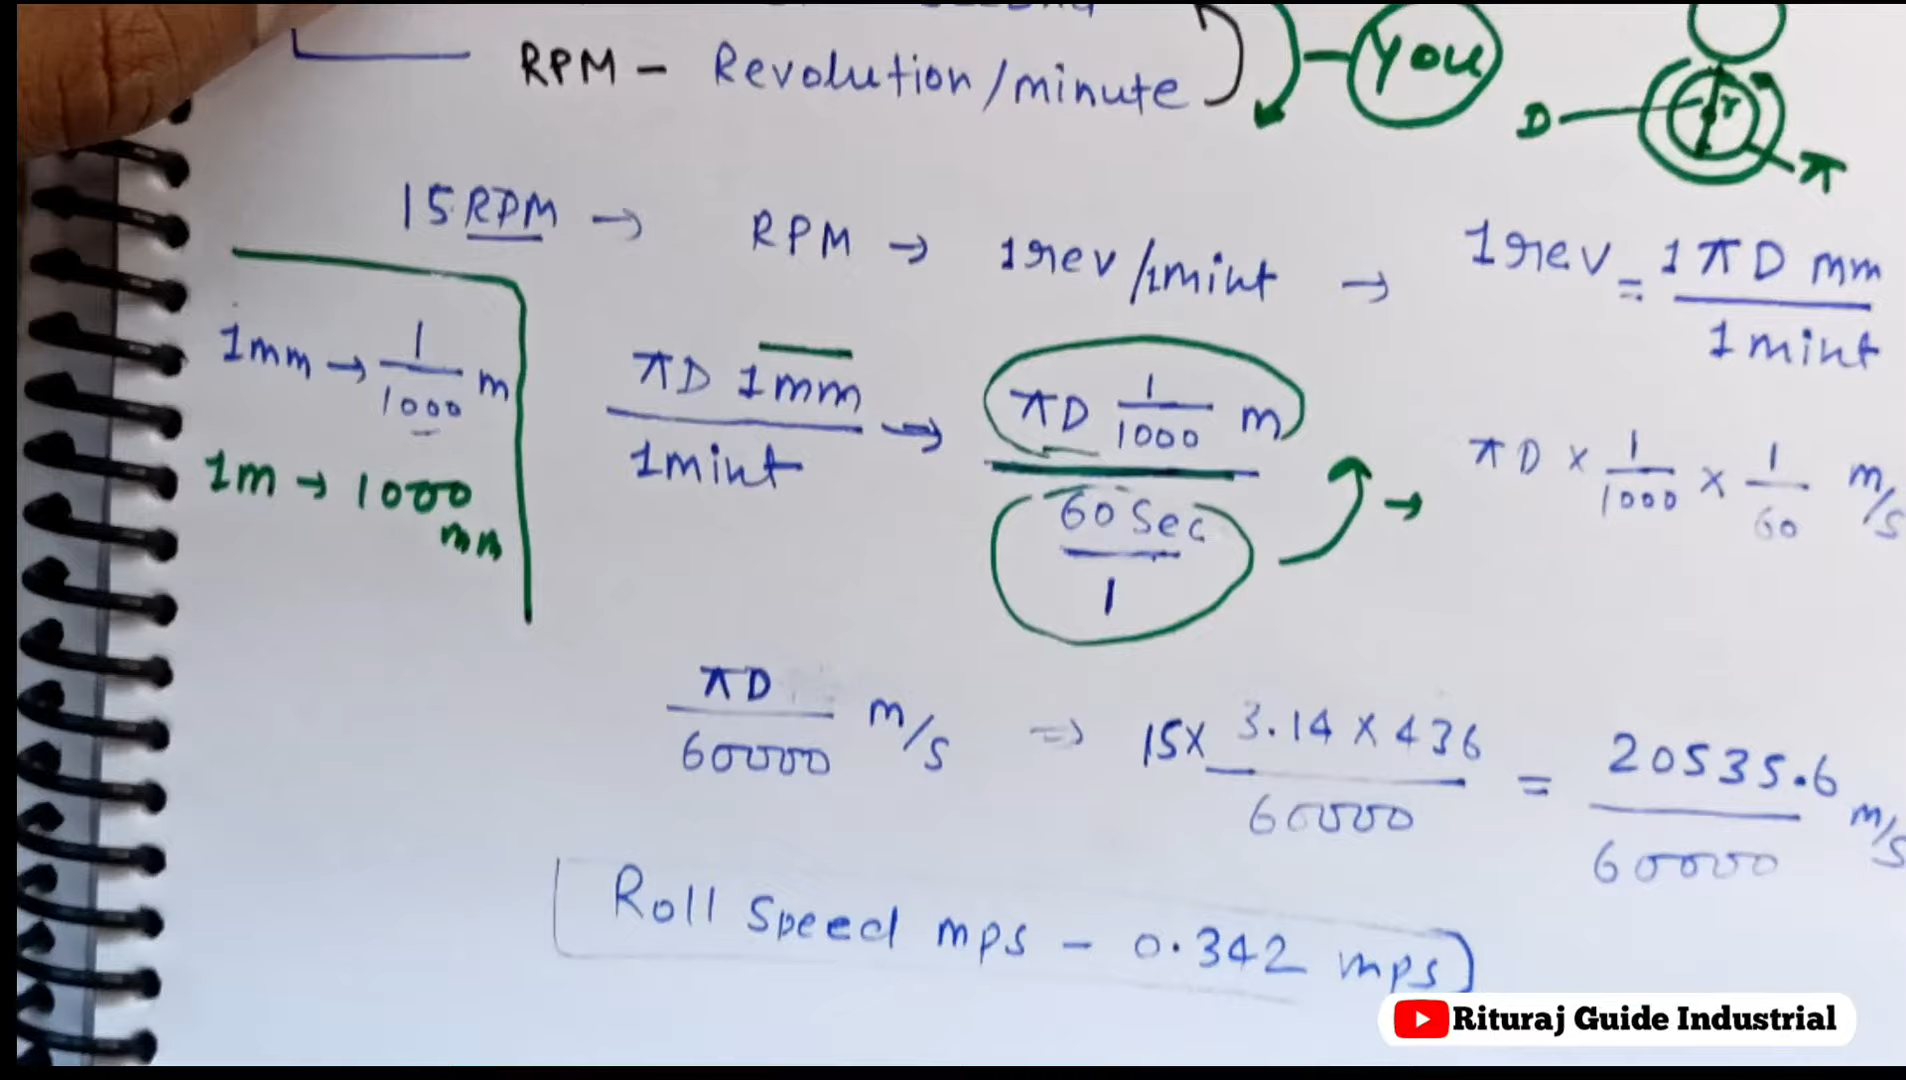 RPM - Revolution/minute
YOU
D
r
π
15 RPM → RPM → 1rev/1mint → 1rev = 1πD mm / 1mint
1mm → 1/1000 m
1m → 1000 mm
πD 1mm / 1mint → πD 1/1000 m / 60 Sec / 1 → πD × 1/1000 × 1/60 m/s
πD / 60000 m/s ⇒ 15 × 3.14 × 436 / 60000 = 20535.6 / 60000 m/s
Roll Speed mps - 0.342 mps
Rituraj Guide Industrial